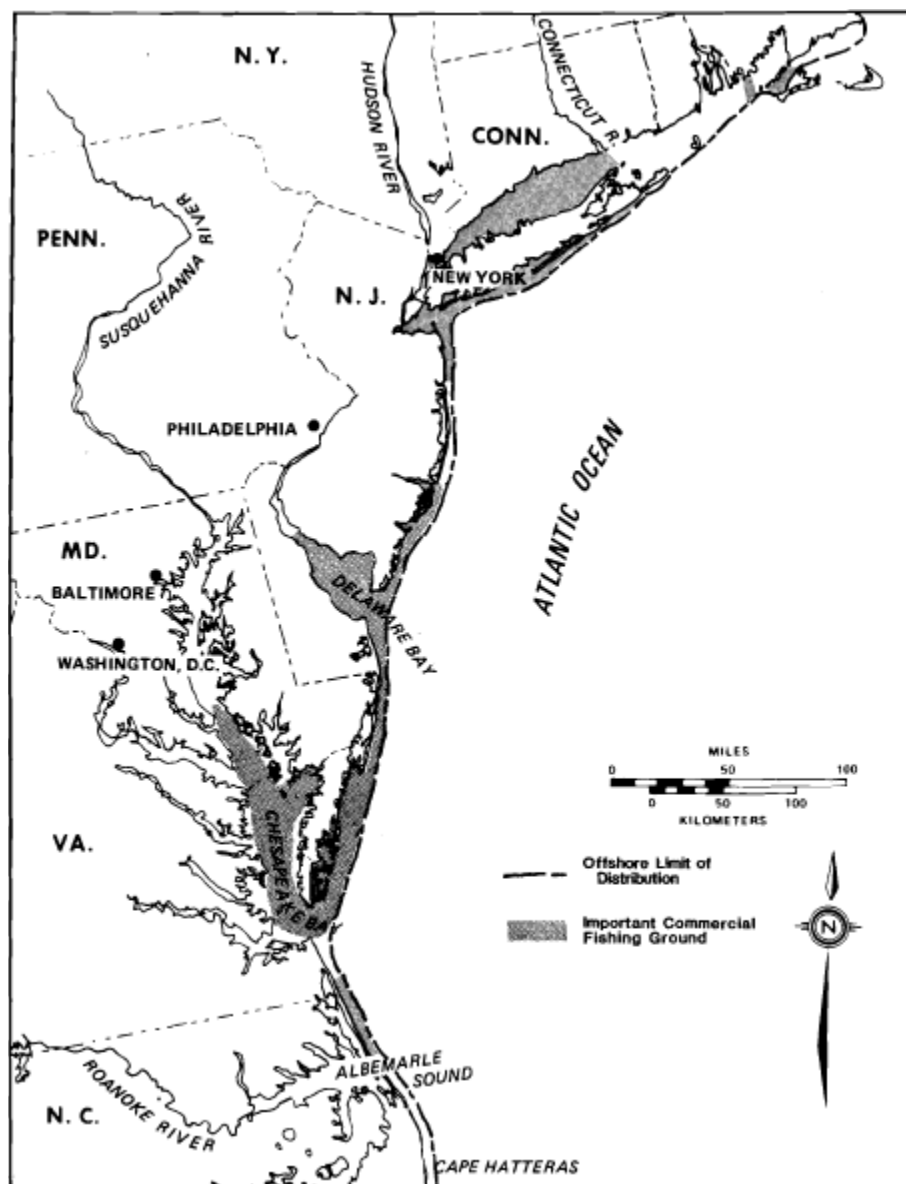 N. Y.
HUDSON RIVER
CONNECTICUT R.
CONN.
PENN.
SUSQUEHANNA RIVER
NEW YORK
N. J.
PHILADELPHIA
ATLANTIC OCEAN
MD.
BALTIMORE
DELAWARE BAY
WASHINGTON, D.C.
MILES
0 50 100
0 50 100
KILOMETERS
VA.
CHESAPEAKE BA
Offshore Limit of
Distribution
Important Commercial
Fishing Ground
N
ALBEMARLE
SOUND
ROANOKE RIVER
N. C.
CAPE HATTERAS